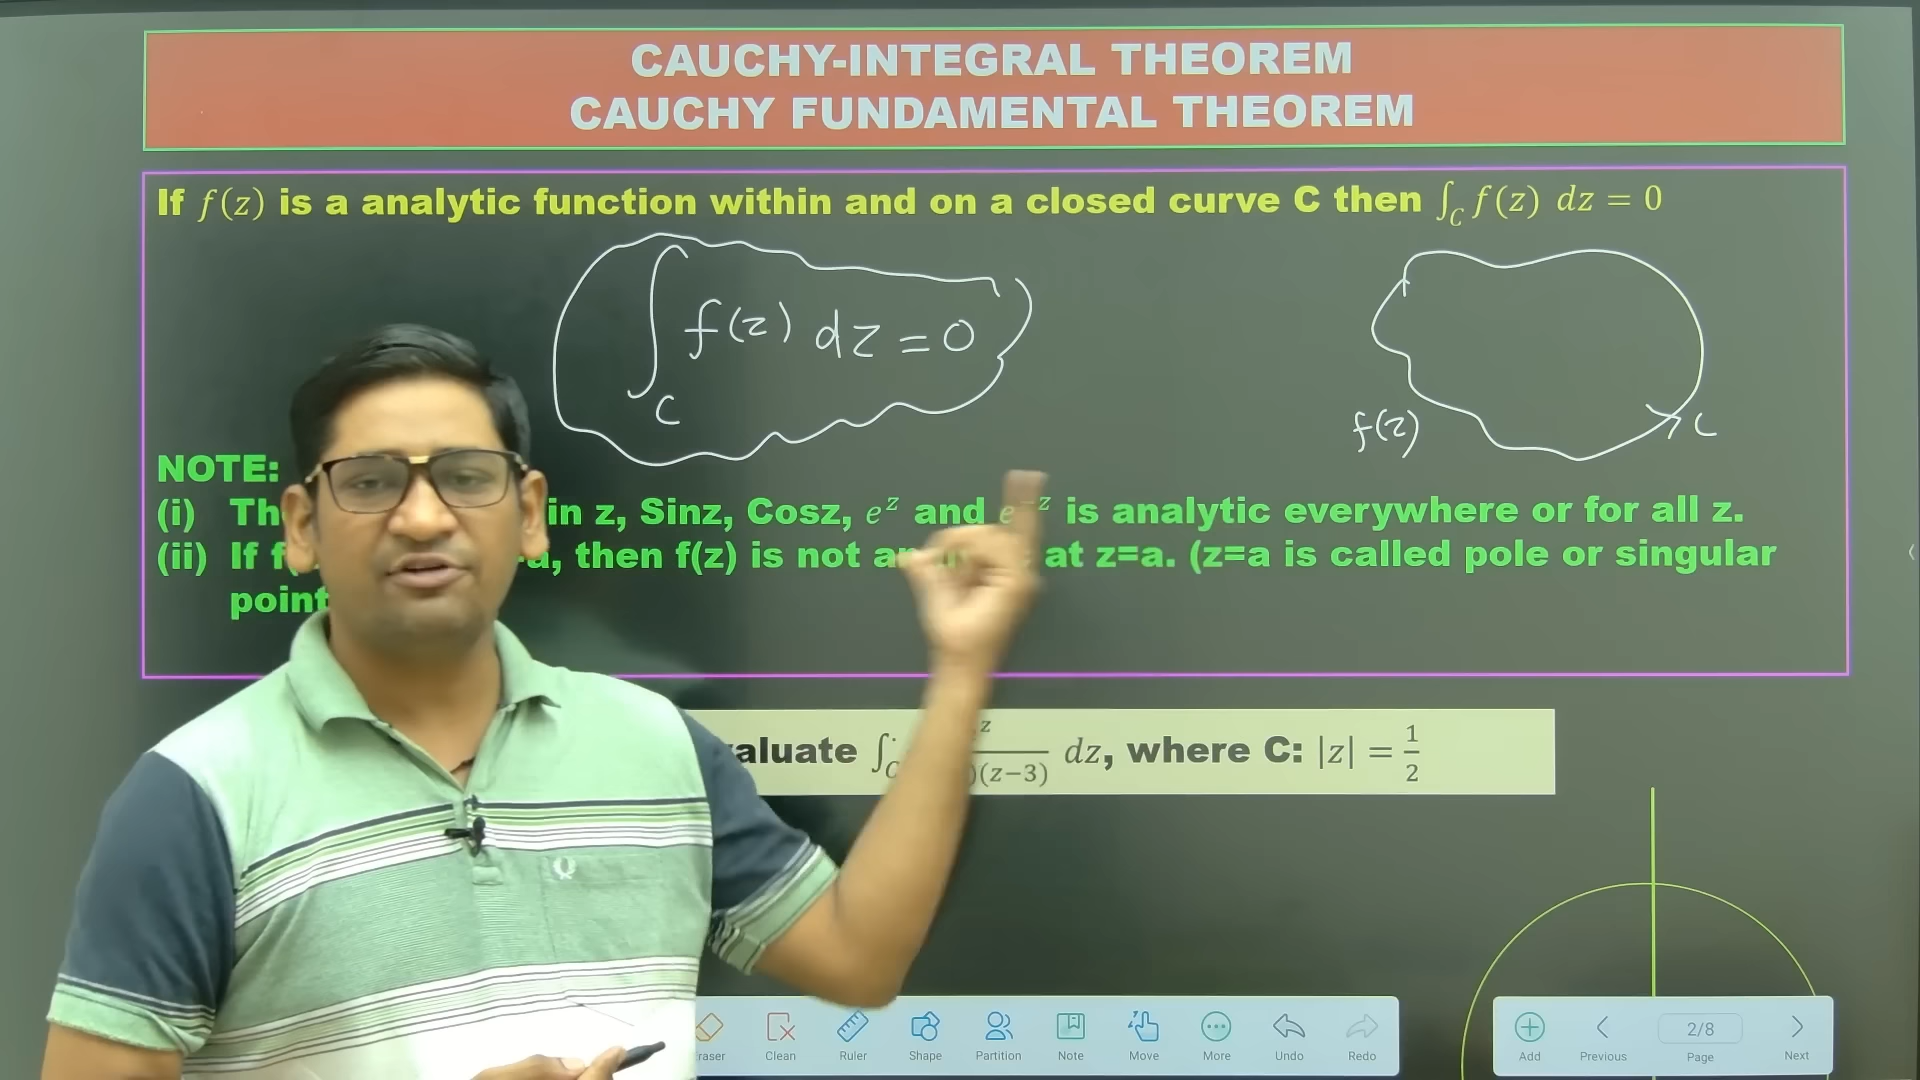 CAUCHY-INTEGRAL THEOREM
CAUCHY FUNDAMENTAL THEOREM
If f(z) is a analytic function within and on a closed curve C then ∫_C f(z) dz = 0
∫_C f(z) dz = 0
f(z) C
NOTE:
(i) in z, Sinz, Cosz, e^z and is analytic everywhere or for all z.
(ii) If then f(z) is not at z=a. (z=a is called pole or singular
point
dz, where C: |z| = 1/2
(z−3)
Clean Ruler Shape Partition Note Move More Undo Redo
Add Previous 2/8 Page Next